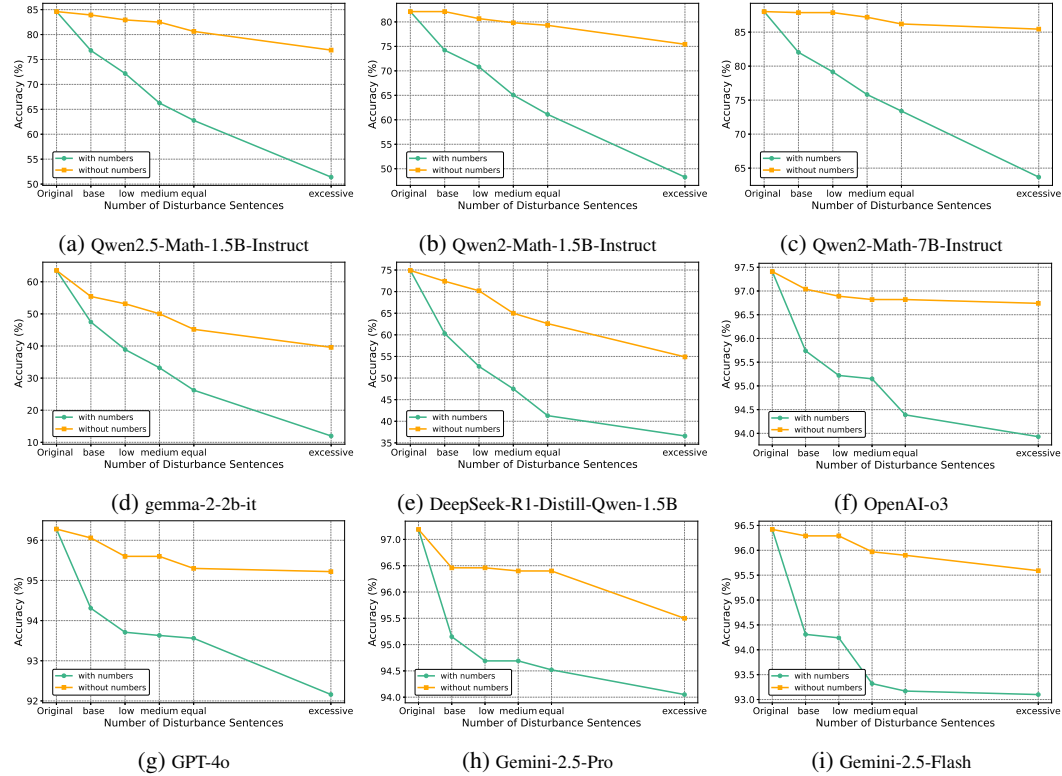 85
80
75
70
65
60
55
50
Accuracy (%)
with numbers
without numbers
Original base low medium equal excessive
Number of Disturbance Sentences
(a) Qwen2.5-Math-1.5B-Instruct
80
75
70
65
60
55
50
Accuracy (%)
with numbers
without numbers
Original base low medium equal excessive
Number of Disturbance Sentences
(b) Qwen2-Math-1.5B-Instruct
85
80
75
70
65
Accuracy (%)
with numbers
without numbers
Original base low medium equal excessive
Number of Disturbance Sentences
(c) Qwen2-Math-7B-Instruct
60
50
40
30
20
10
Accuracy (%)
with numbers
without numbers
Original base low medium equal excessive
Number of Disturbance Sentences
(d) gemma-2-2b-it
75
70
65
60
55
50
45
40
35
Accuracy (%)
with numbers
without numbers
Original base low medium equal excessive
Number of Disturbance Sentences
(e) DeepSeek-R1-Distill-Qwen-1.5B
97.5
97.0
96.5
96.0
95.5
95.0
94.5
94.0
Accuracy (%)
with numbers
without numbers
Original base low medium equal excessive
Number of Disturbance Sentences
(f) OpenAI-o3
96
95
94
93
92
Accuracy (%)
with numbers
without numbers
Original base low medium equal excessive
Number of Disturbance Sentences
(g) GPT-4o
97.0
96.5
96.0
95.5
95.0
94.5
94.0
Accuracy (%)
with numbers
without numbers
Original base low medium equal excessive
Number of Disturbance Sentences
(h) Gemini-2.5-Pro
96.5
96.0
95.5
95.0
94.5
94.0
93.5
93.0
Accuracy (%)
with numbers
without numbers
Original base low medium equal excessive
Number of Disturbance Sentences
(i) Gemini-2.5-Flash